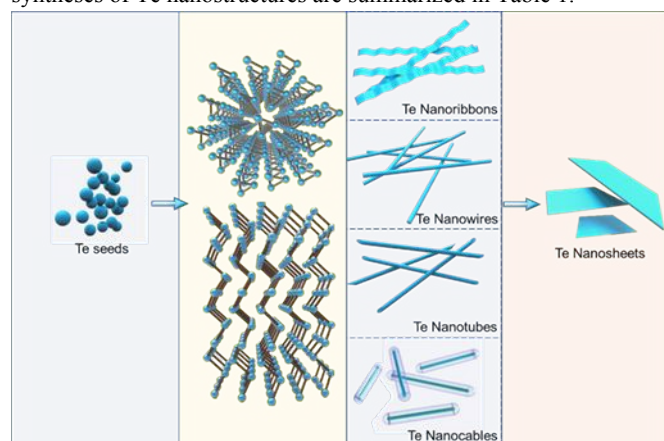 syntheses of Te nanostructures are summarized in Table 1.
Te seeds
Te Nanoribbons
Te Nanowires
Te Nanotubes
Te Nanocables
Te Nanosheets